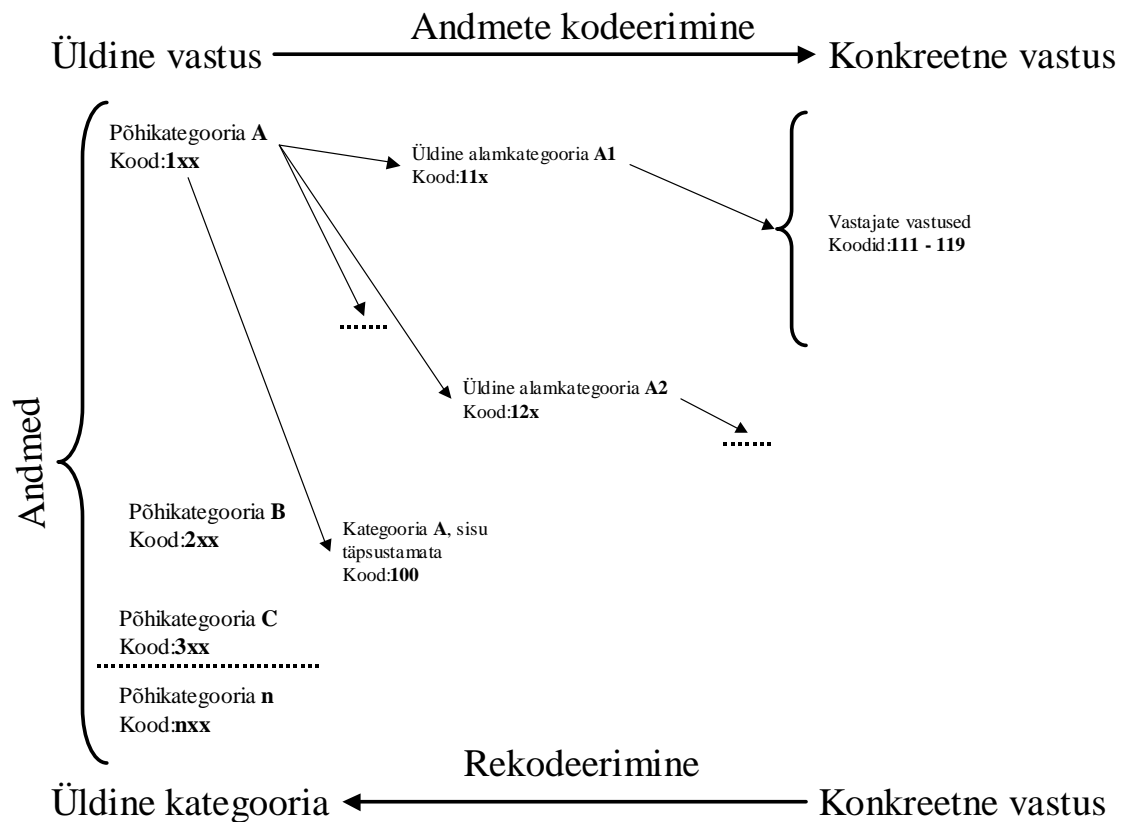 Andmete kodeerimine
Üldine vastus
Konkreetne vastus
Põhikategooria A
Kood:1xx
Üldine alamkategooria A1
Kood:11x
Vastajate vastused
Koodid:111 - 119
Üldine alamkategooria A2
Kood:12x
Andmed
Põhikategooria B
Kood:2xx
Kategooria A, sisu
täpsustamata
Kood:100
Põhikategooria C
Kood:3xx
Põhikategooria n
Kood:nxx
Rekodeerimine
Üldine kategooria
Konkreetne vastus